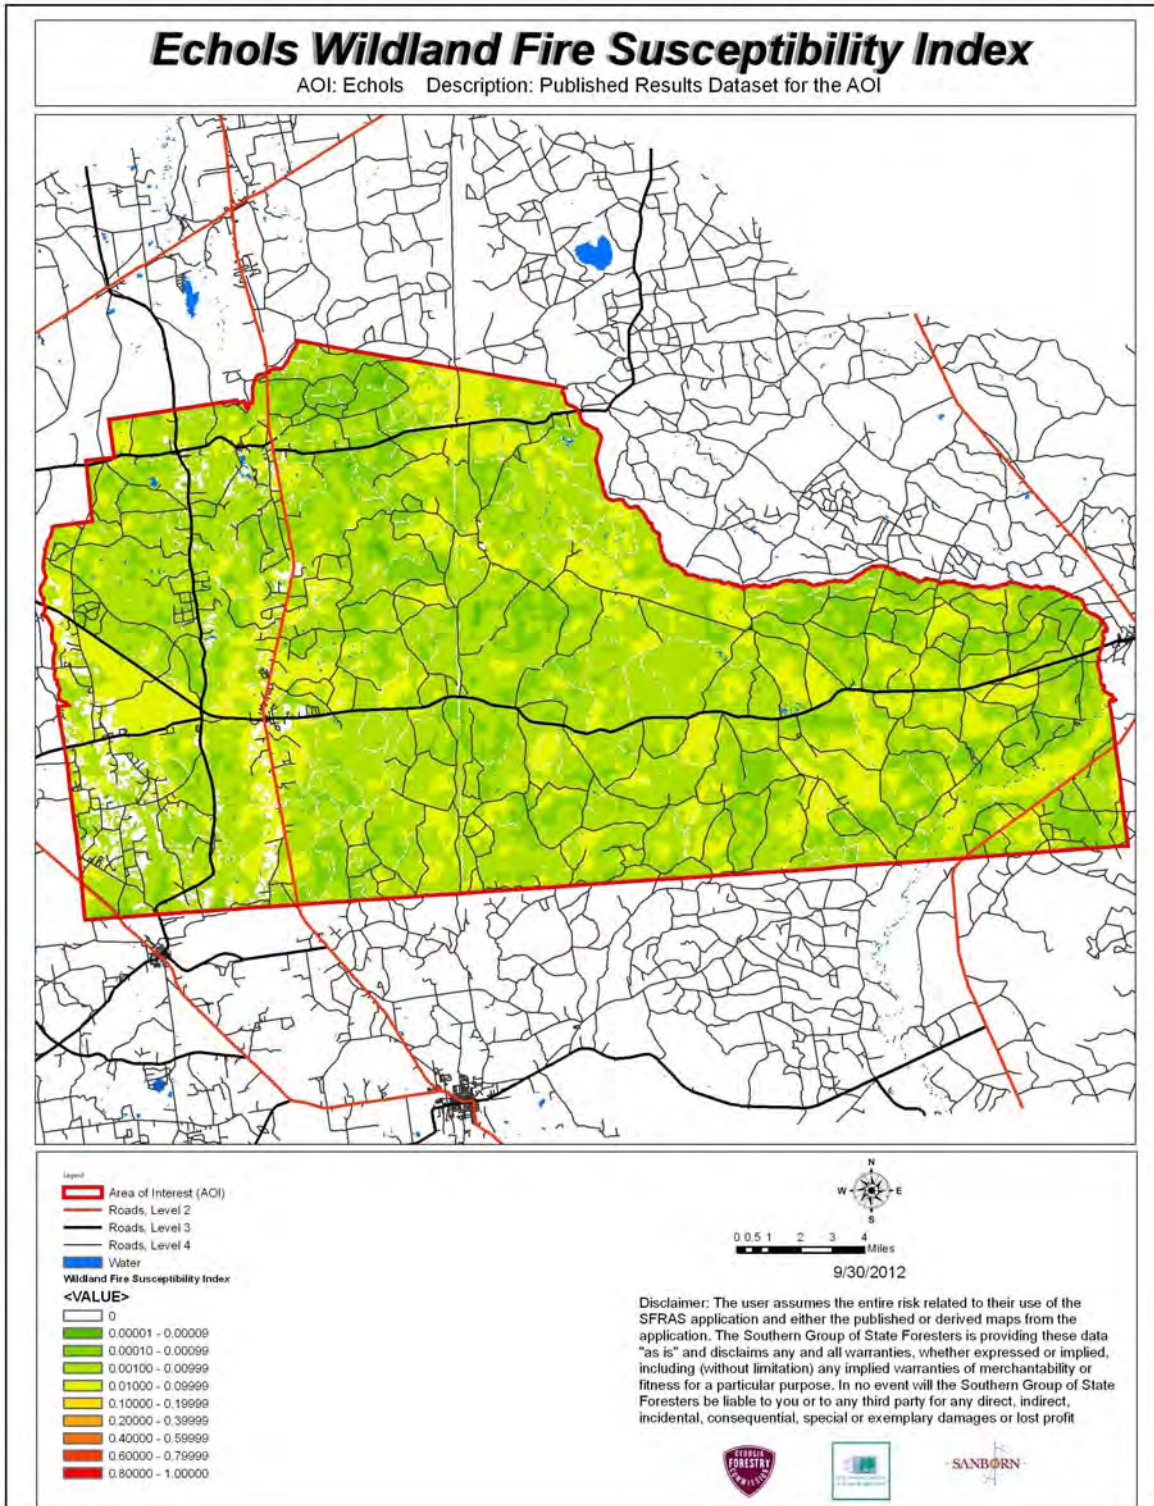 Echols Wildland Fire Susceptibility Index
AOI: Echols Description: Published Results Dataset for the AOI
Legend
Area of Interest (AOI)
Roads, Level 2
Roads, Level 3
Roads, Level 4
Water
Wildland Fire Susceptibility Index
<VALUE>
0
0.00001 - 0.00009
0.00010 - 0.00099
0.00100 - 0.00999
0.01000 - 0.09999
0.10000 - 0.19999
0.20000 - 0.39999
0.40000 - 0.59999
0.60000 - 0.79999
0.80000 - 1.00000
N
W E
S
0 0.5 1 2 3 4
Miles
9/30/2012
Disclaimer: The user assumes the entire risk related to their use of the
SFRAS application and either the published or derived maps from the
application. The Southern Group of State Foresters is providing these data
"as is" and disclaims any and all warranties, whether expressed or implied,
including (without limitation) any implied warranties of merchantability or
fitness for a particular purpose. In no event will the Southern Group of State
Foresters be liable to you or to any third party for any direct, indirect,
incidental, consequential, special or exemplary damages or lost profit
GEORGIA
FORESTRY
COMMISSION
SANBORN